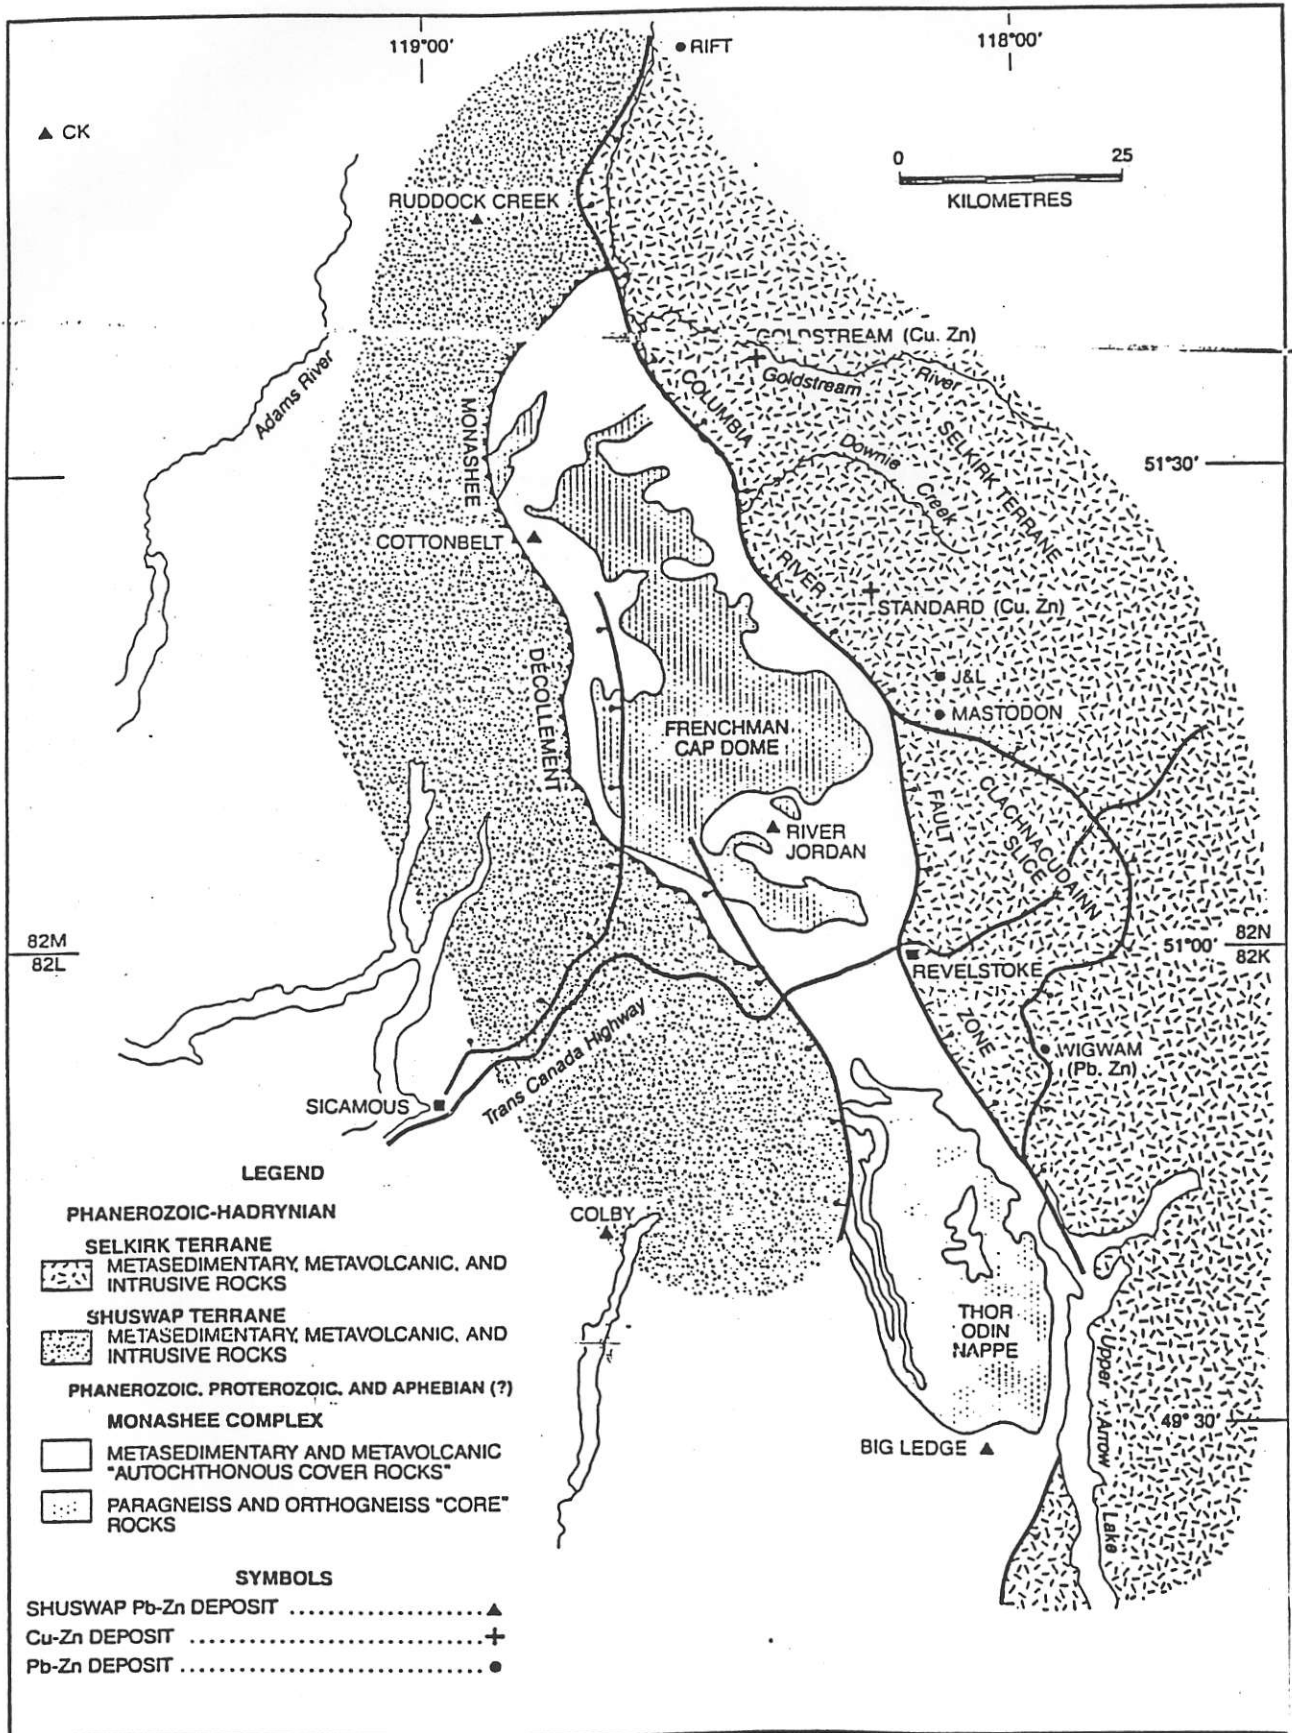 119°00'
118°00'
RIFT
CK
0 25
KILOMETRES
RUDDOCK CREEK
GOLDSTREAM (Cu. Zn)
Goldstream River
Adams River
COLUMBIA
MONASHEE
SELKIRK TERRANE
Downie Creek
51°30'
COTTONBELT
RIVER
STANDARD (Cu. Zn)
DÉCOLLEMENT
J&L
MASTODON
FRENCHMAN
CAP DOME
FAULT
CLACHNACUDAINN
SLICE
RIVER
JORDAN
82M
82L
51°00'
82N
82K
REVELSTOKE
ZONE
Trans Canada Highway
WIGWAM
(Pb. Zn)
SICAMOUS
LEGEND
PHANEROZOIC-HADRYNIAN
SELKIRK TERRANE
METASEDIMENTARY, METAVOLCANIC, AND
INTRUSIVE ROCKS
SHUSWAP TERRANE
METASEDIMENTARY, METAVOLCANIC, AND
INTRUSIVE ROCKS
PHANEROZOIC. PROTEROZOIC. AND APHEBIAN (?)
MONASHEE COMPLEX
METASEDIMENTARY AND METAVOLCANIC
"AUTOCHTHONOUS COVER ROCKS"
PARAGNEISS AND ORTHOGNEISS "CORE"
ROCKS
COLBY
THOR
ODIN
NAPPE
Upper Arrow Lake
49°30'
BIG LEDGE
SYMBOLS
SHUSWAP Pb-Zn DEPOSIT ......................▲
Cu-Zn DEPOSIT ..............................+
Pb-Zn DEPOSIT ..............................●